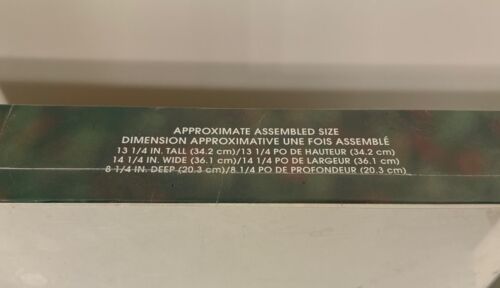 APPROXIMATE ASSEMBLED SIZE
DIMENSION APPROXIMATIVE UNE FOIS ASSEMBLÉ
13 1/4 IN. TALL (34.2 cm)/13 1/4 PO DE HAUTEUR (34.2 cm)
14 1/4 IN. WIDE (36.1 cm)/14 1/4 PO DE LARGEUR (36.1 cm)
8 1/4 IN. DEEP (20.3 cm)/8 1/4 PO DE PROFONDEUR (20.3 cm)